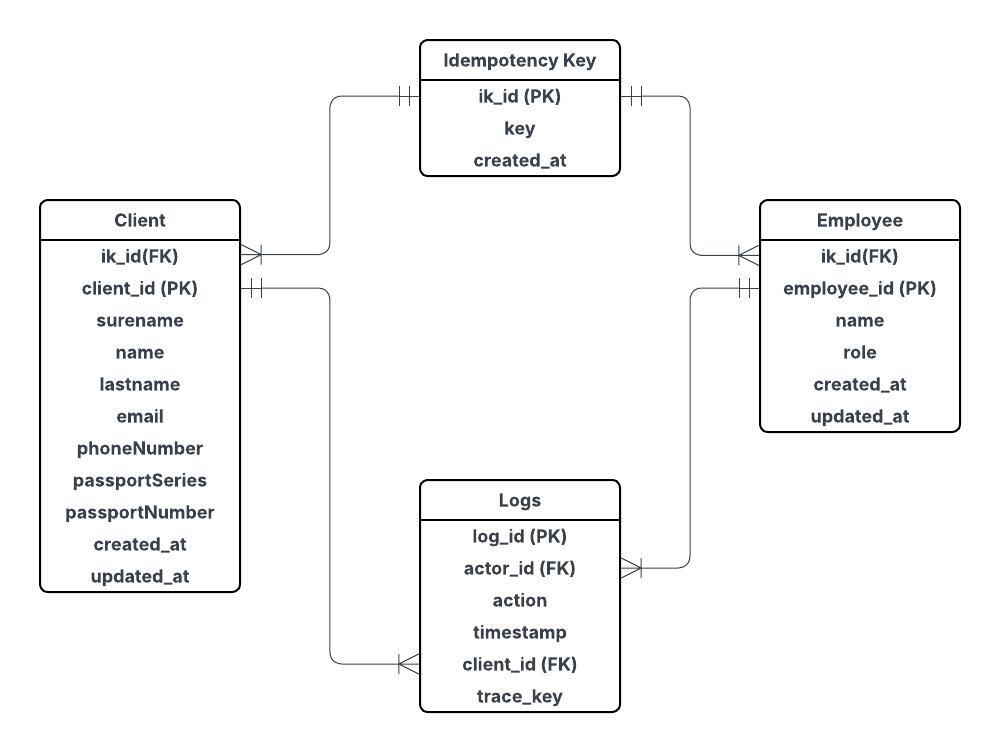 Idempotency Key
ik_id (PK)
key
created_at
Client
ik_id(FK)
client_id (PK)
surename
name
lastname
email
phoneNumber
passportSeries
passportNumber
created_at
updated_at
Employee
ik_id(FK)
employee_id (PK)
name
role
created_at
updated_at
Logs
log_id (PK)
actor_id (FK)
action
timestamp
client_id (FK)
trace_key